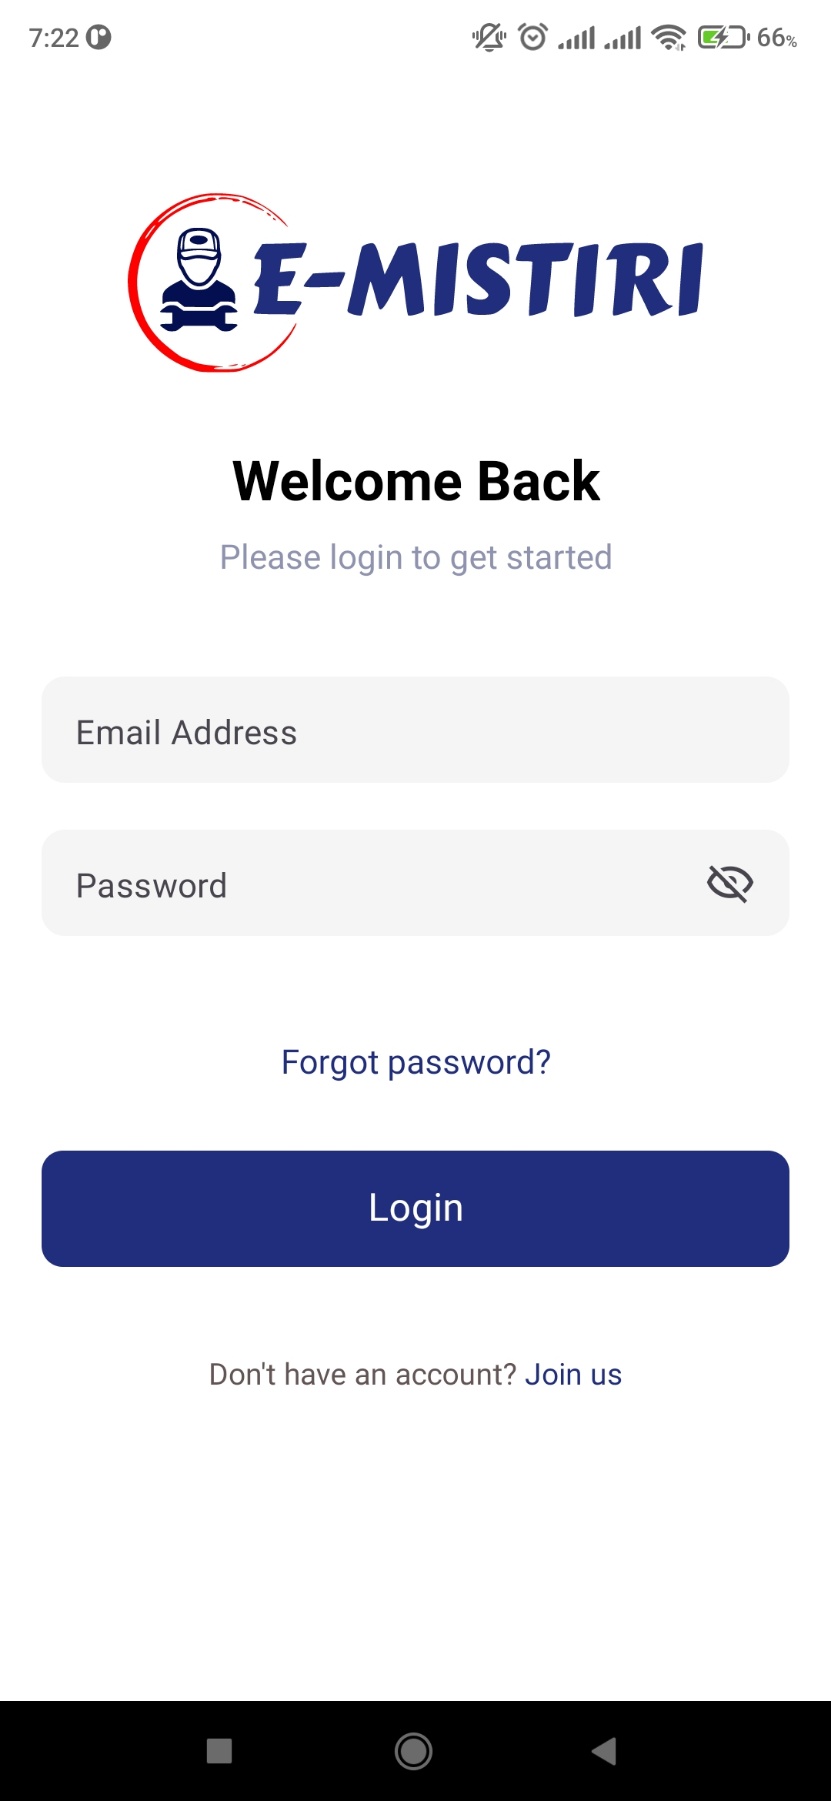 7:22 66%
E-MISTIRI
Welcome Back
Please login to get started
Email Address
Password
Forgot password?
Login
Don't have an account? Join us